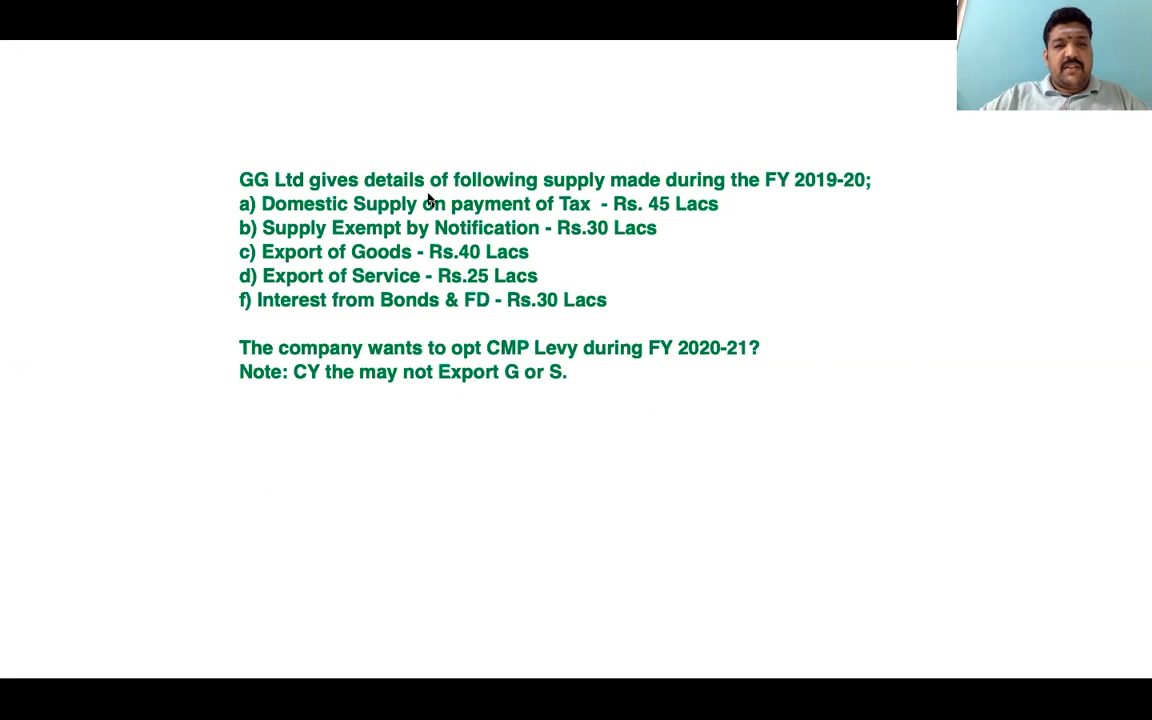 GG Ltd gives details of following supply made during the FY 2019-20;
a) Domestic Supply on payment of Tax - Rs. 45 Lacs
b) Supply Exempt by Notification - Rs.30 Lacs
c) Export of Goods - Rs.40 Lacs
d) Export of Service - Rs.25 Lacs
f) Interest from Bonds & FD - Rs.30 Lacs
The company wants to opt CMP Levy during FY 2020-21?
Note: CY the may not Export G or S.